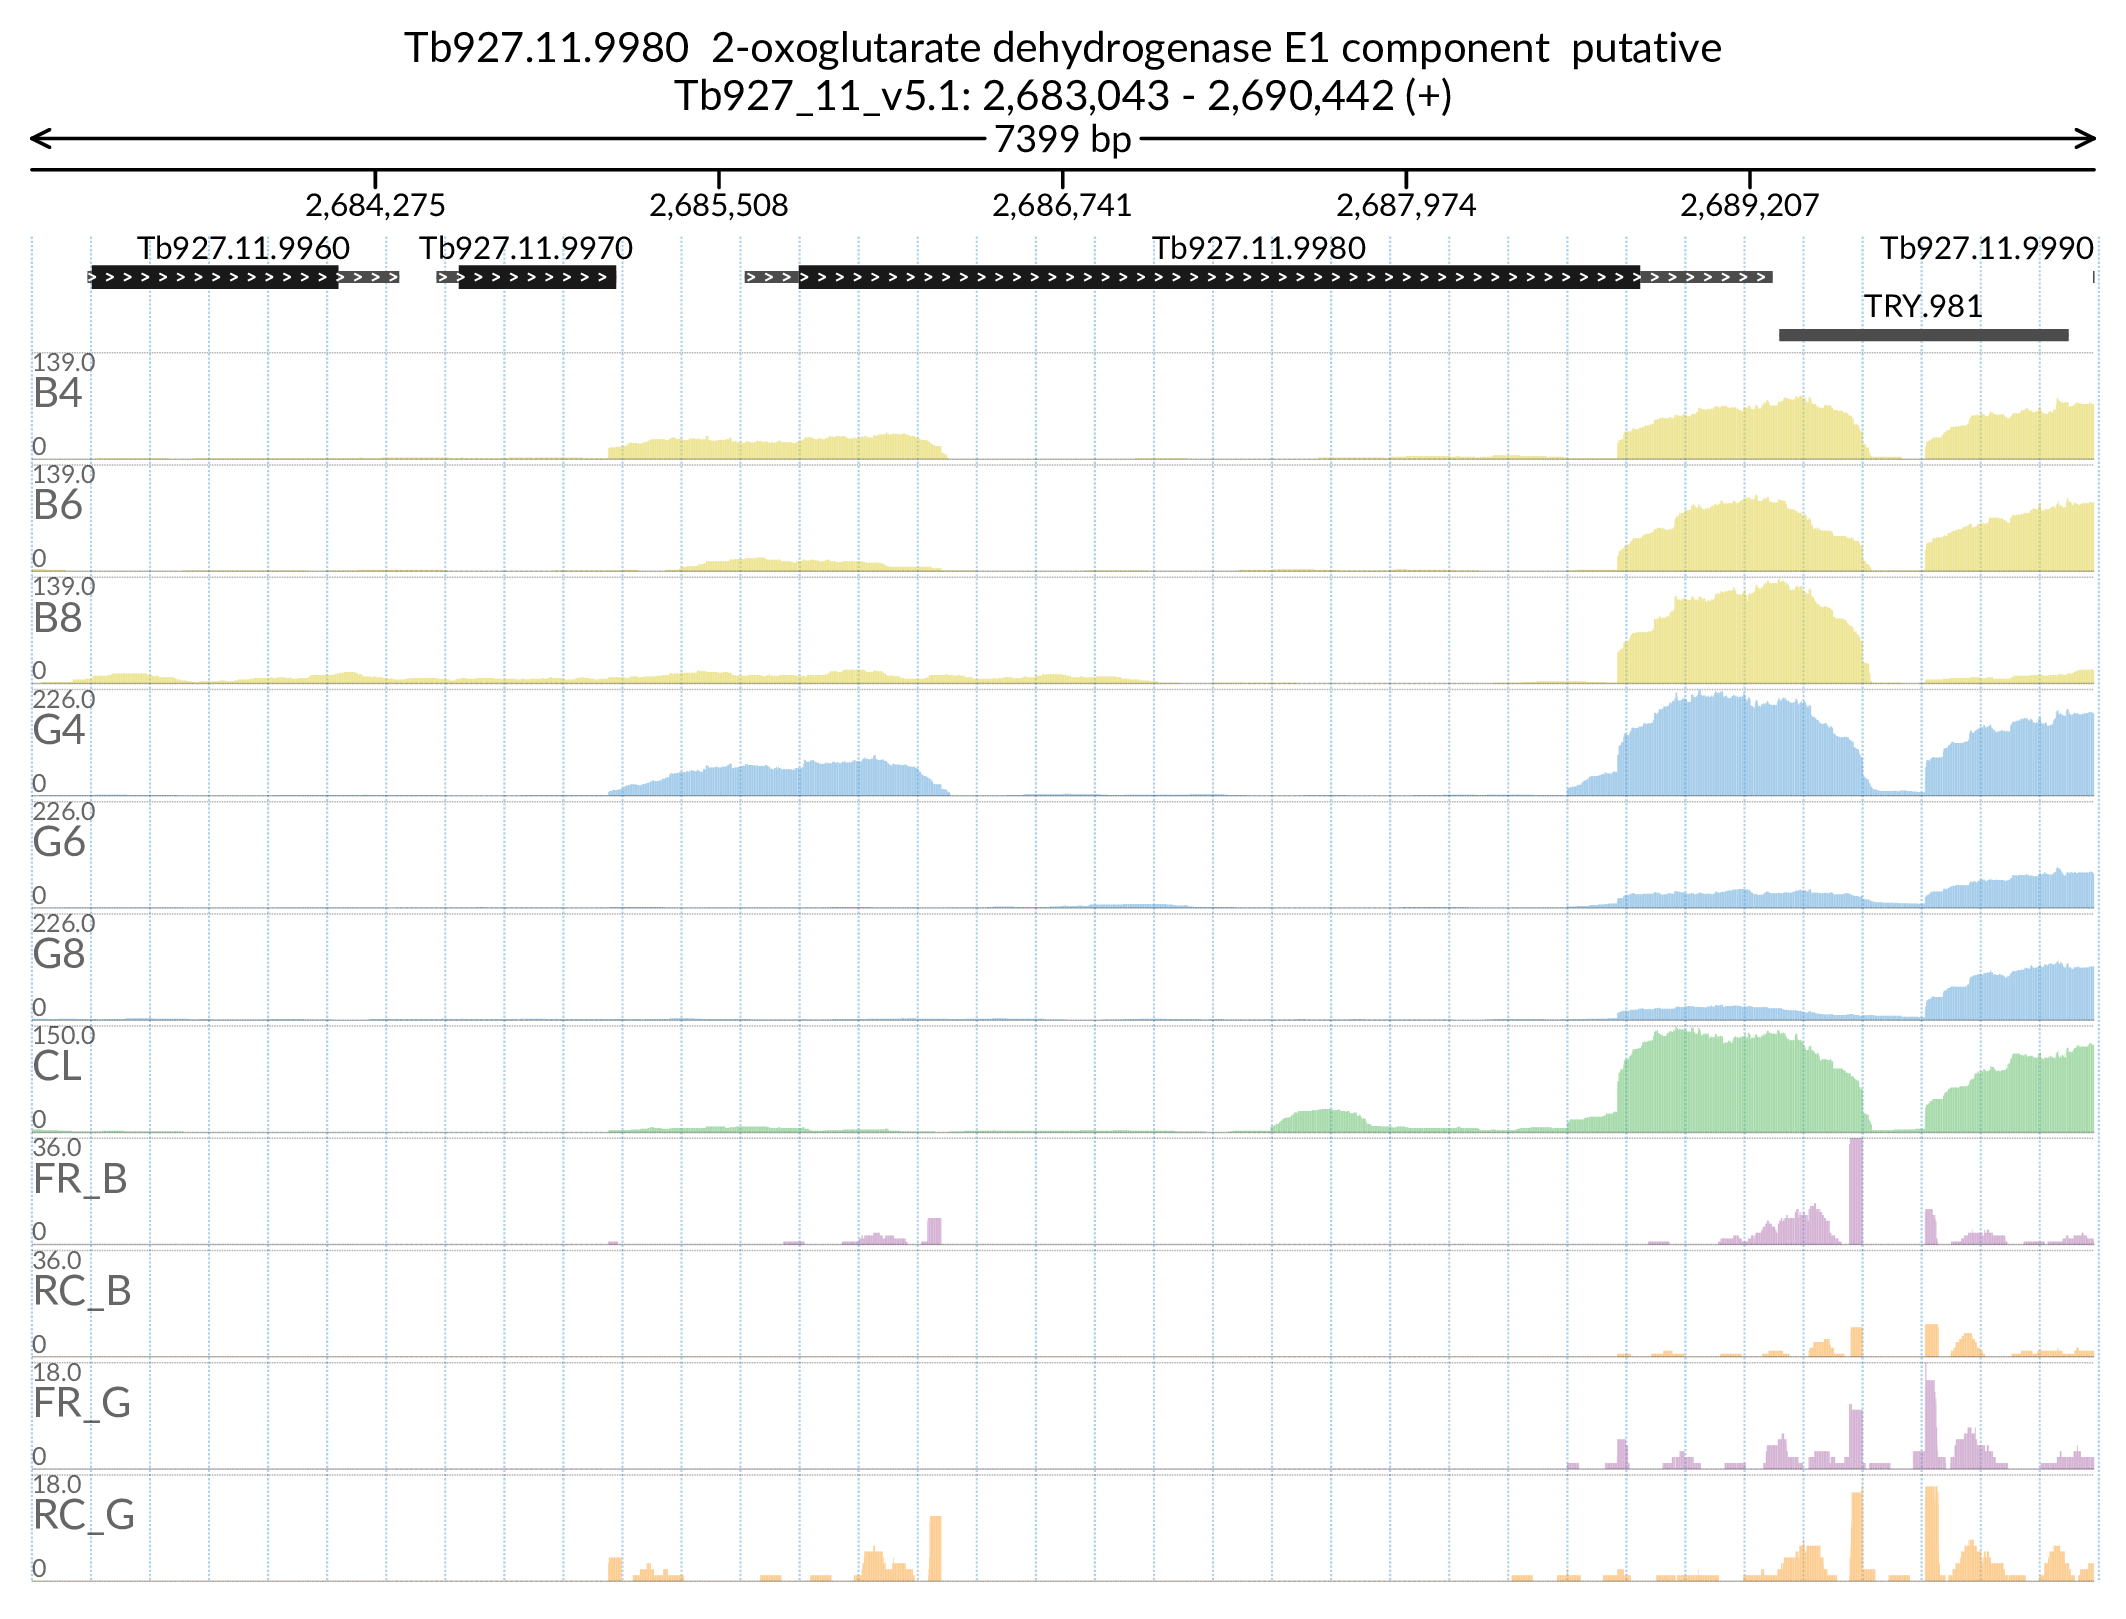 Tb927.11.9980 2-oxoglutarate dehydrogenase E1 component putative
Tb927_11_v5.1: 2,683,043 - 2,690,442 (+)
7399 bp
2,684,275 2,685,508 2,686,741 2,687,974 2,689,207
Tb927.11.9960 Tb927.11.9970 Tb927.11.9980 Tb927.11.9990
TRY.981
139.0
B4
0
139.0
B6
0
139.0
B8
0
226.0
G4
0
226.0
G6
0
226.0
G8
0
150.0
CL
0
36.0
FR_B
0
36.0
RC_B
0
18.0
FR_G
0
18.0
RC_G
0